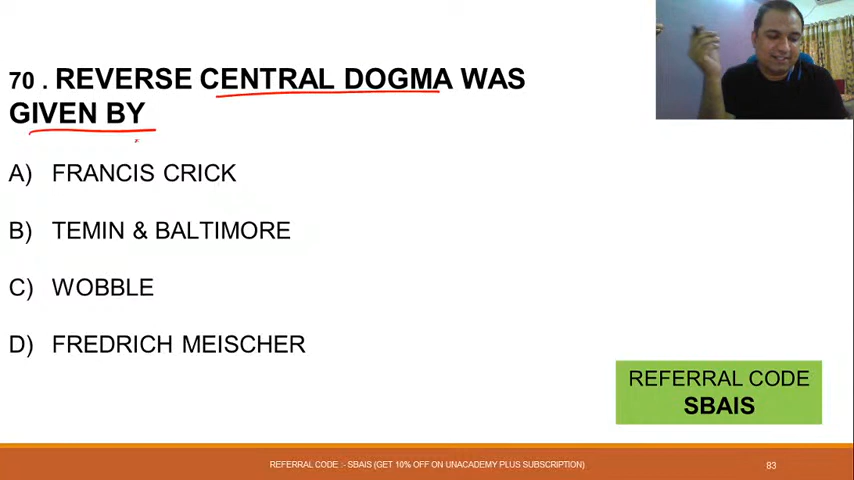 70 . REVERSE CENTRAL DOGMA WAS
GIVEN BY
A) FRANCIS CRICK
B) TEMIN & BALTIMORE
C) WOBBLE
D) FREDRICH MEISCHER
REFERRAL CODE
SBAIS
REFERRAL CODE :- SBAIS (GET 10% OFF ON UNACADEMY PLUS SUBSCRIPTION)
83